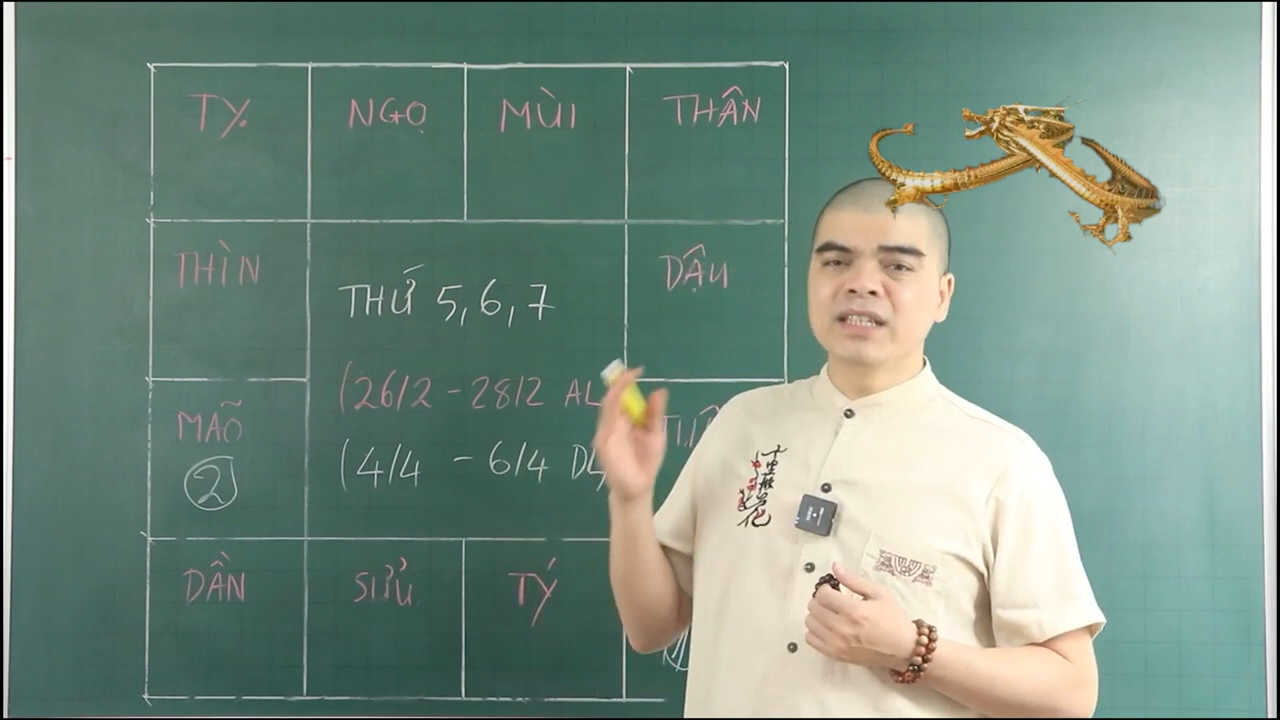 TỴ NGỌ MÙI THÂN
THÌN DẬU
THỨ 5, 6, 7
(26/2 - 28/2 AL
MÃO
(4/4 - 6/4 DL)
2
DẦN SỬU TÝ